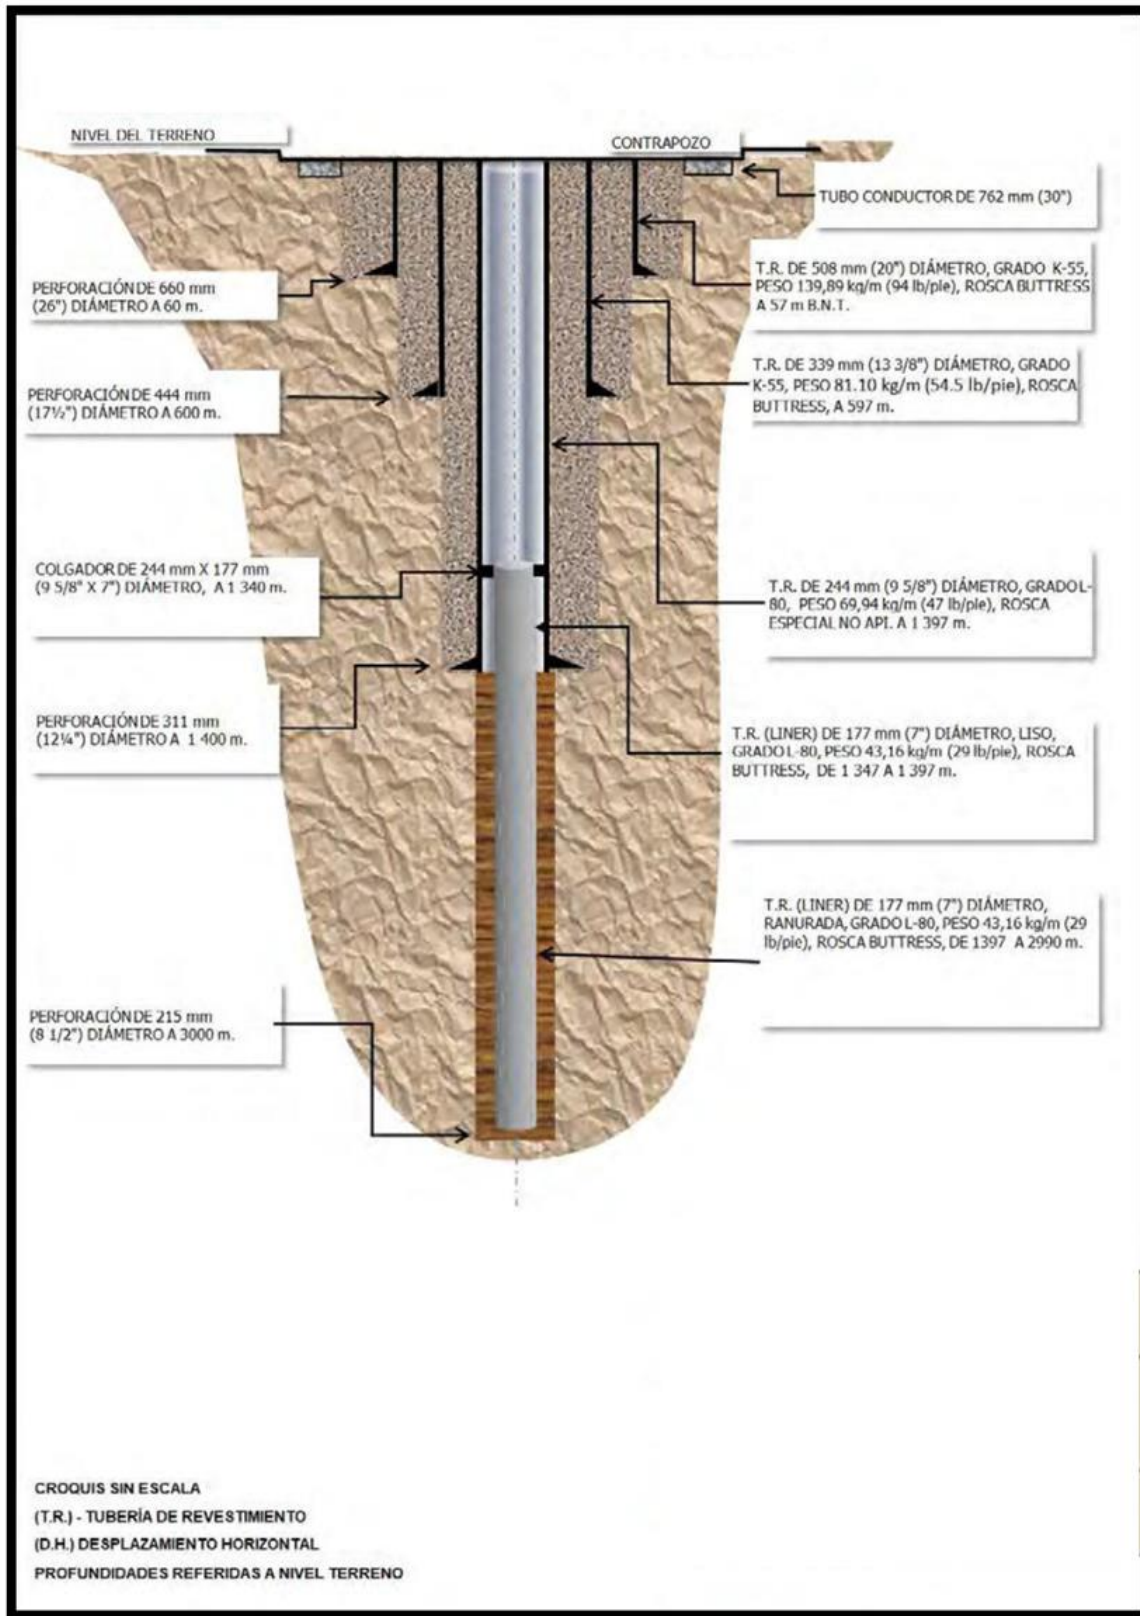 NIVEL DEL TERRENO
CONTRAPOZO
TUBO CONDUCTOR DE 762 mm (30")
PERFORACIÓN DE 660 mm
(26") DIÁMETRO A 60 m.
T.R. DE 508 mm (20") DIÁMETRO, GRADO K-55,
PESO 139,89 kg/m (94 lb/pie), ROSCA BUTTRESS
A 57 m B.N.T.
T.R. DE 339 mm (13 3/8") DIÁMETRO, GRADO
K-55, PESO 81.10 kg/m (54.5 lb/pie), ROSCA
BUTTRESS, A 597 m.
PERFORACIÓN DE 444 mm
(17½") DIÁMETRO A 600 m.
COLGADOR DE 244 mm X 177 mm
(9 5/8" X 7") DIÁMETRO, A 1 340 m.
T.R. DE 244 mm (9 5/8") DIÁMETRO, GRADO L-
80, PESO 69,94 kg/m (47 lb/pie), ROSCA
ESPECIAL NO API. A 1 397 m.
PERFORACIÓN DE 311 mm
(12¼") DIÁMETRO A 1 400 m.
T.R. (LINER) DE 177 mm (7") DIÁMETRO, LISO,
GRADO L-80, PESO 43,16 kg/m (29 lb/pie), ROSCA
BUTTRESS, DE 1 347 A 1 397 m.
T.R. (LINER) DE 177 mm (7") DIÁMETRO,
RANURADA, GRADO L-80, PESO 43,16 kg/m (29
lb/pie), ROSCA BUTTRESS, DE 1397 A 2990 m.
PERFORACIÓN DE 215 mm
(8 1/2") DIÁMETRO A 3000 m.
CROQUIS SIN ESCALA
(T.R.) - TUBERÍA DE REVESTIMIENTO
(D.H.) DESPLAZAMIENTO HORIZONTAL
PROFUNDIDADES REFERIDAS A NIVEL TERRENO